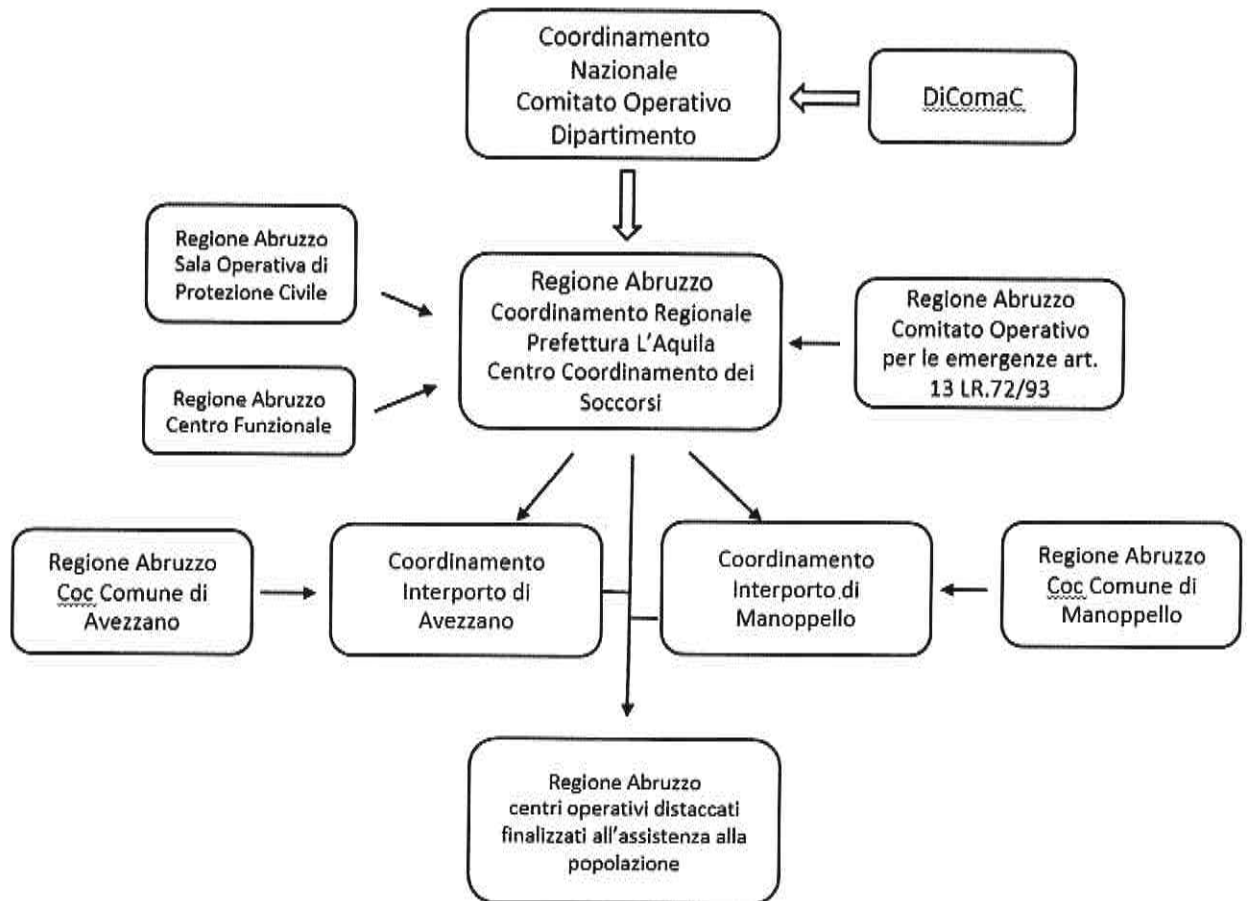 Coordinamento
Nazionale
Comitato Operativo
Dipartimento
DiComaC
Regione Abruzzo
Sala Operativa di
Protezione Civile
Regione Abruzzo
Coordinamento Regionale
Prefettura L'Aquila
Centro Coordinamento dei
Soccorsi
Regione Abruzzo
Comitato Operativo
per le emergenze art.
13 LR.72/93
Regione Abruzzo
Centro Funzionale
Regione Abruzzo
Coc Comune di
Avezzano
Coordinamento
Interporto di
Avezzano
Coordinamento
Interporto di
Manoppello
Regione Abruzzo
Coc Comune di
Manoppello
Regione Abruzzo
centri operativi distaccati
finalizzati all'assistenza alla
popolazione